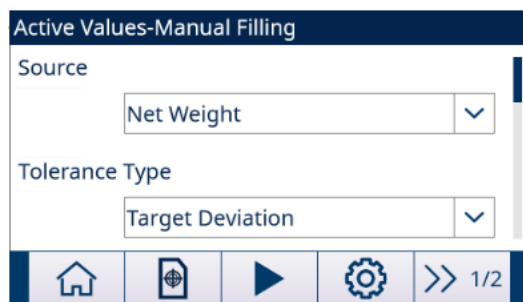 Active Values-Manual Filling
Source
Net Weight
Tolerance Type
Target Deviation
1/2